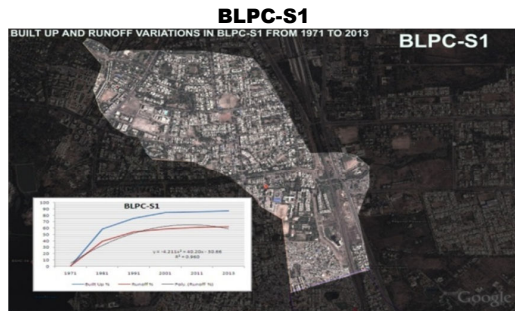 BLPC-S1
BUILT UP AND RUNOFF VARIATIONS IN BLPC-S1 FROM 1971 TO 2013
BLPC-S1
BLPC-S1
100
90
80
70
60
50
40
30
20
10
0
1971 1981 1991 2001 2011 2013
Built Up % Runoff % Poly. (Runoff %)
Google